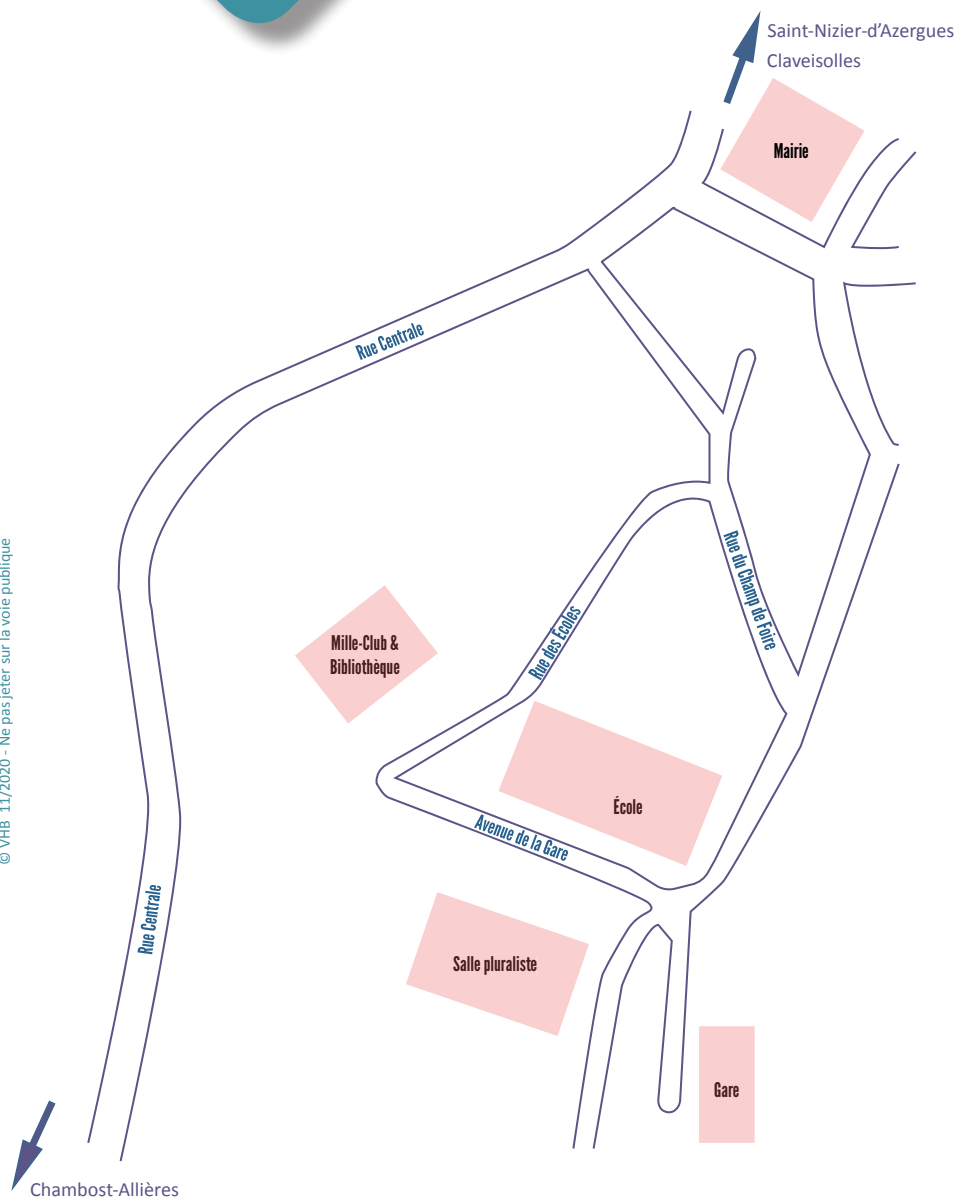 Saint-Nizier-d’Azergues
Claveisolles
Mairie
Rue Centrale
Rue du Champ de Foire
Mille-Club &
Bibliothèque
Rue des Écoles
École
Avenue de la Gare
Rue Centrale
Salle pluraliste
Gare
Chambost-Allières
© VHB 11/2020 - Ne pas jeter sur la voie publique